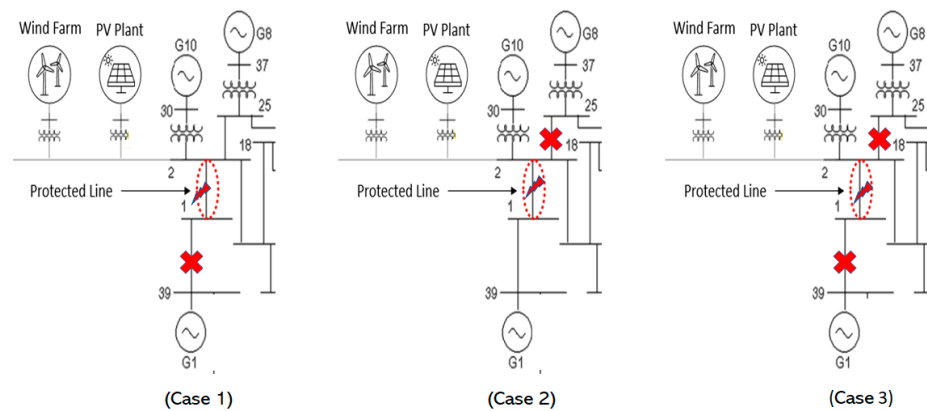 Wind Farm
PV Plant
G10
G8
37
30
25
18
2
Protected Line
1
39
G1
(Case 1)
Wind Farm
PV Plant
G10
G8
37
30
25
18
2
Protected Line
1
39
G1
(Case 2)
Wind Farm
PV Plant
G10
G8
37
30
25
18
2
Protected Line
1
39
G1
(Case 3)